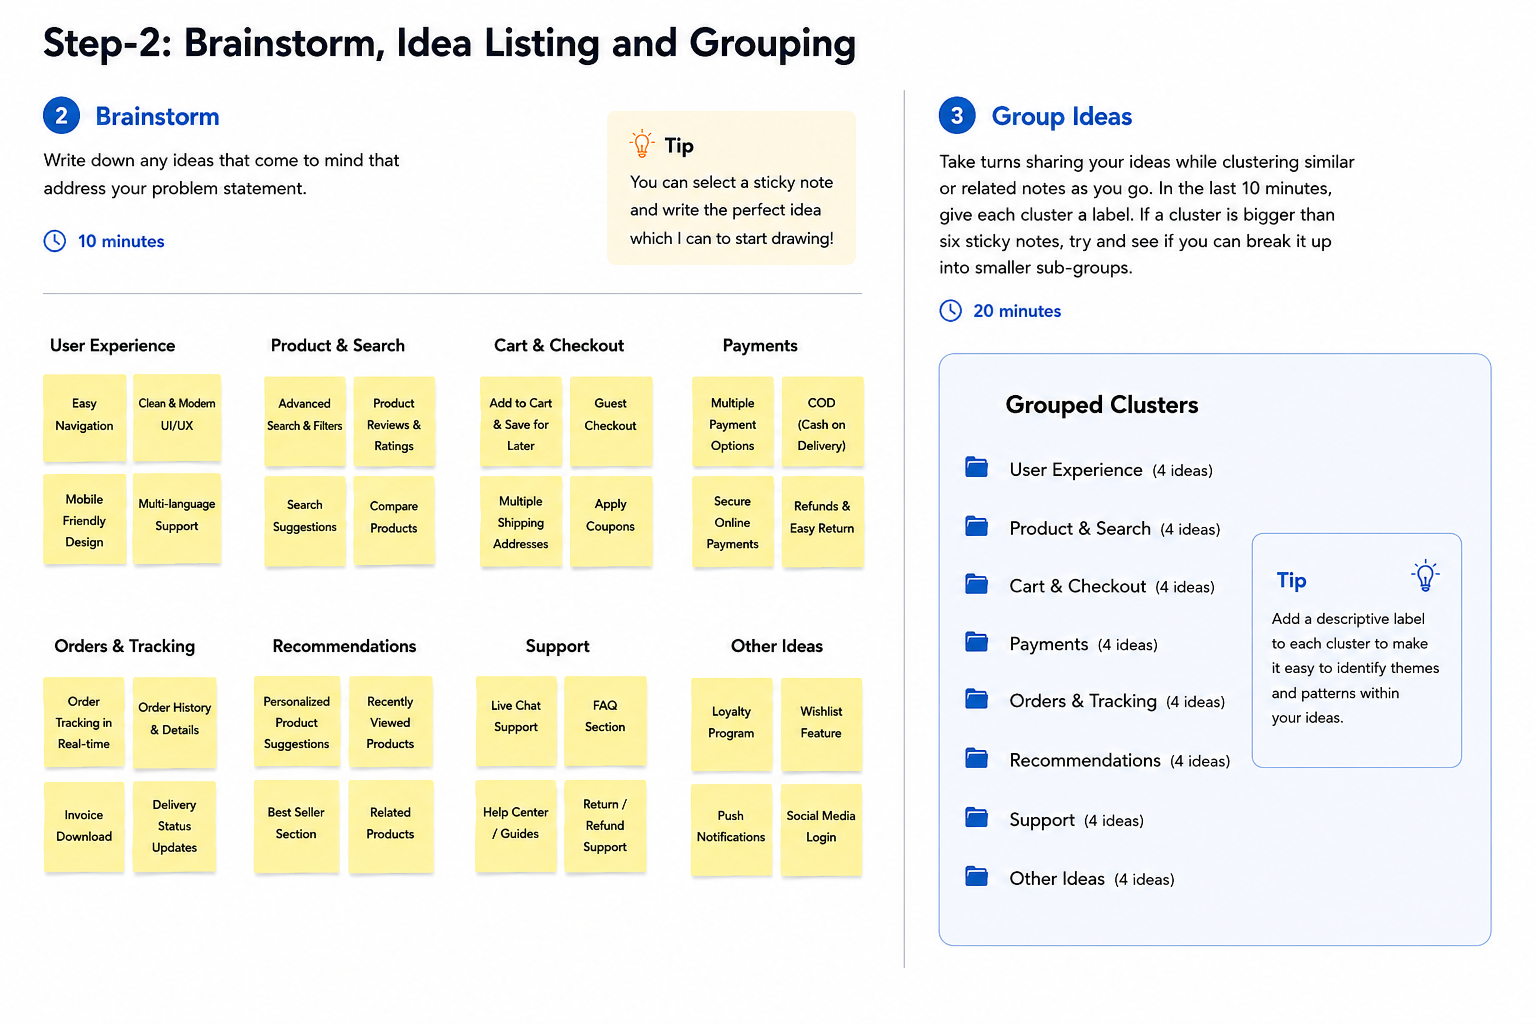 Step-2: Brainstorm, Idea Listing and Grouping
2 Brainstorm
Write down any ideas that come to mind that
address your problem statement.
10 minutes
Tip
You can select a sticky note
and write the perfect idea
which I can to start drawing!
User Experience
Easy
Navigation
Clean & Modern
UI/UX
Mobile
Friendly
Design
Multi-language
Support
Product & Search
Advanced
Search & Filters
Product
Reviews &
Ratings
Search
Suggestions
Compare
Products
Cart & Checkout
Add to Cart
& Save for
Later
Guest
Checkout
Multiple
Shipping
Addresses
Apply
Coupons
Payments
Multiple
Payment
Options
COD
(Cash on
Delivery)
Secure
Online
Payments
Refunds &
Easy Return
Orders & Tracking
Order
Tracking in
Real-time
Order History
& Details
Invoice
Download
Delivery
Status
Updates
Recommendations
Personalized
Product
Suggestions
Recently
Viewed
Products
Best Seller
Section
Related
Products
Support
Live Chat
Support
FAQ
Section
Help Center
/ Guides
Return /
Refund
Support
Other Ideas
Loyalty
Program
Wishlist
Feature
Push
Notifications
Social Media
Login
3 Group Ideas
Take turns sharing your ideas while clustering similar
or related notes as you go. In the last 10 minutes,
give each cluster a label. If a cluster is bigger than
six sticky notes, try and see if you can break it up
into smaller sub-groups.
20 minutes
Grouped Clusters
User Experience (4 ideas)
Product & Search (4 ideas)
Cart & Checkout (4 ideas)
Payments (4 ideas)
Orders & Tracking (4 ideas)
Recommendations (4 ideas)
Support (4 ideas)
Other Ideas (4 ideas)
Tip
Add a descriptive label
to each cluster to make
it easy to identify themes
and patterns within
your ideas.